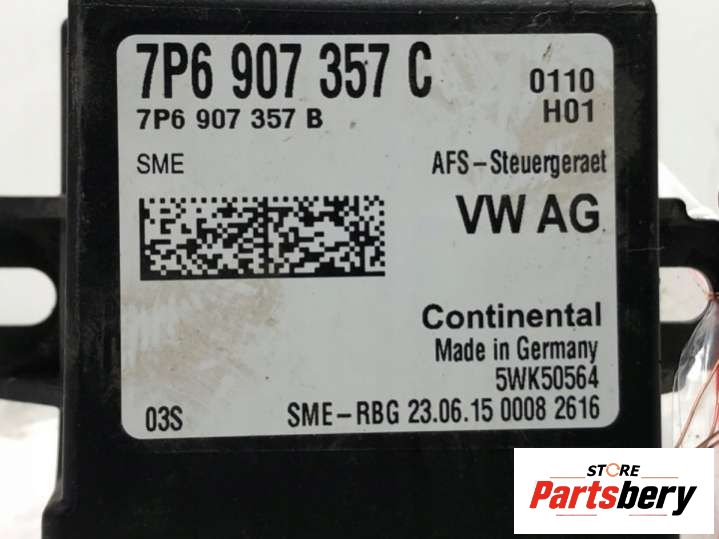 7P6 907 357 C
0110
7P6 907 357 B
H01
SME
AFS-Steuergeraet
VW AG
Continental
Made in Germany
5WK50564
03S
SME-RBG 23.06.15 0008 2616
STORE
Partsbery